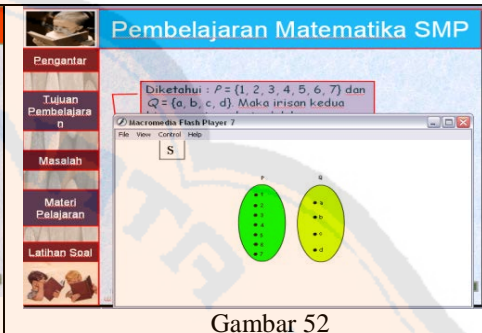 Pembelajaran Matematika SMP
Pengantar
Tujuan
Pembelajara
n
Masalah
Materi
Pelajaran
Latihan Soal
Diketahui : P = {1, 2, 3, 4, 5, 6, 7} dan
Q = {a, b, c, d}. Maka irisan kedua
Macromedia Flash Player 7
File View Control Help
S
P
Q
1
2
3
4
5
6
7
a
b
c
d
Gambar 52